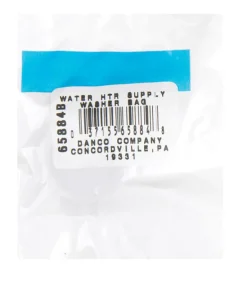 WATER HTR SUPPLY
WASHER BAG
65884B
0 37155 65884 8
DANCO COMPANY
CONCORDVILLE, PA
19331